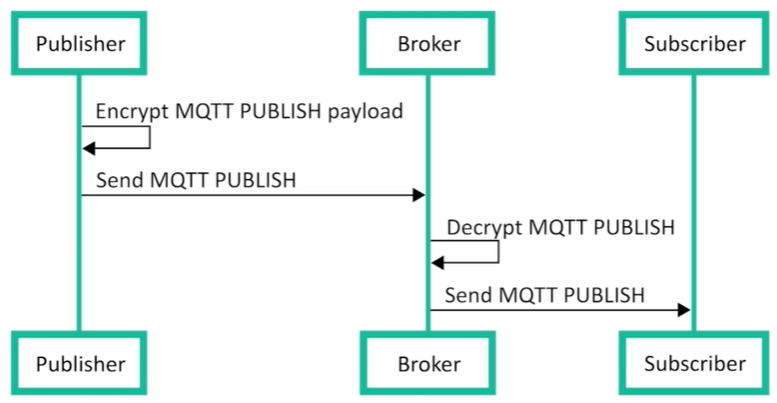 Publisher
Broker
Subscriber
Encrypt MQTT PUBLISH payload
Send MQTT PUBLISH
Decrypt MQTT PUBLISH
Send MQTT PUBLISH
Publisher
Broker
Subscriber